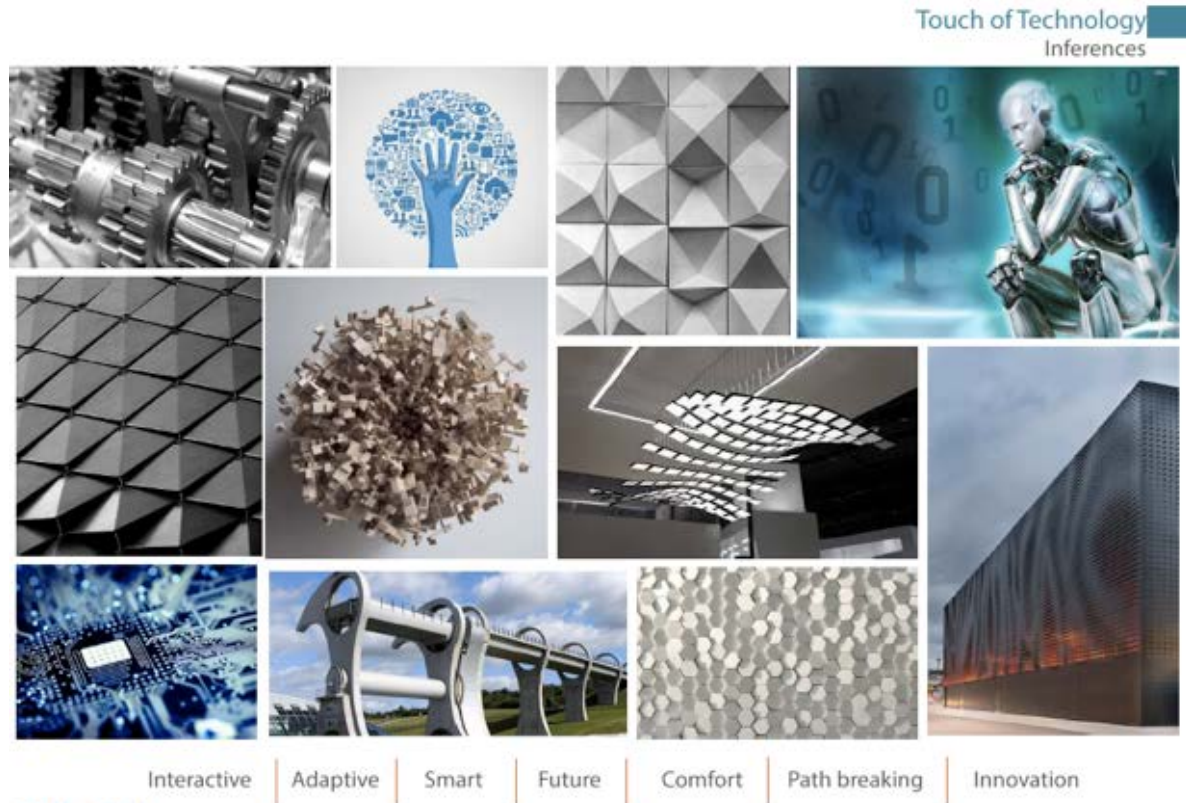 Touch of Technology
Inferences
Interactive | Adaptive | Smart | Future | Comfort | Path breaking | Innovation